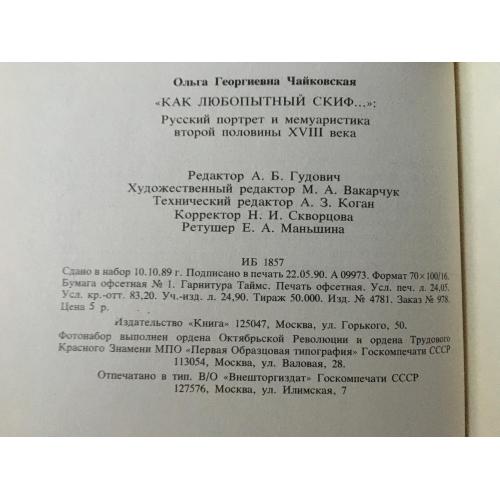 Ольга Георгиевна Чайковская
«КАК ЛЮБОПЫТНЫЙ СКИФ...»:
Русский портрет и мемуаристика
второй половины XVIII века
Редактор А. Б. Гудович
Художественный редактор М. А. Вакарчук
Технический редактор А. З. Коган
Корректор Н. И. Скворцова
Ретушер Е. А. Маньшина
ИБ 1857
Сдано в набор 10.10.89 г. Подписано в печать 22.05.90. А 09973. Формат 70×100/16.
Бумага офсетная № 1. Гарнитура Таймс. Печать офсетная. Усл. печ. л. 24,05.
Усл. кр.-отт. 83,20. Уч.-изд. л. 24,90. Тираж 50.000. Изд. № 4781. Заказ № 978.
Цена 5 р.
Издательство «Книга» 125047, Москва, ул. Горького, 50.
Фотонабор выполнен ордена Октябрьской Революции и ордена Трудового
Красного Знамени МПО «Первая Образцовая типография» Госкомпечати СССР
113054, Москва, ул. Валовая, 28.
Отпечатано в тип. В/О «Внешторгиздат» Госкомпечати СССР
127576, Москва, ул. Илимская, 7